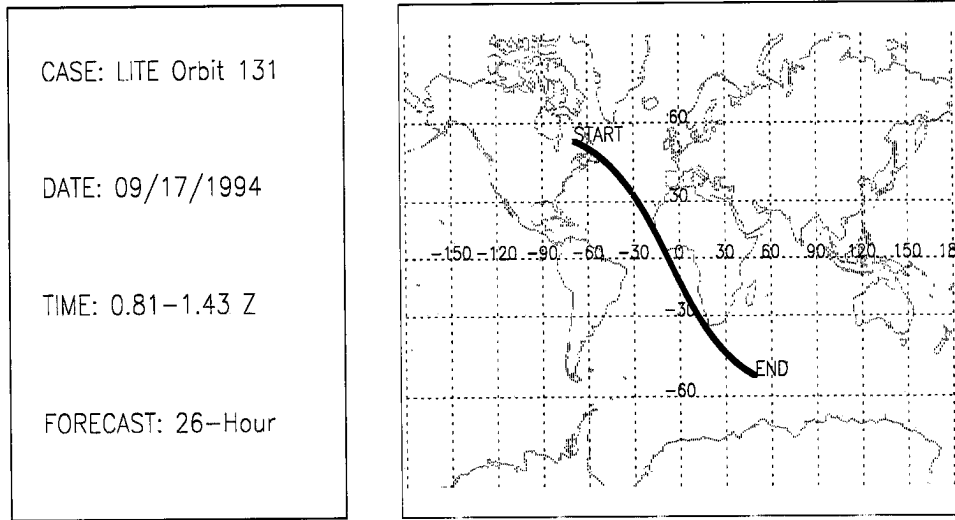 CASE: LITE Orbit 131
DATE: 09/17/1994
TIME: 0.81-1.43 Z
FORECAST: 26-Hour
60
START
30
-150 -120 -90 -60 -30 0 30 60 90 120 150 18
-30
END
-60